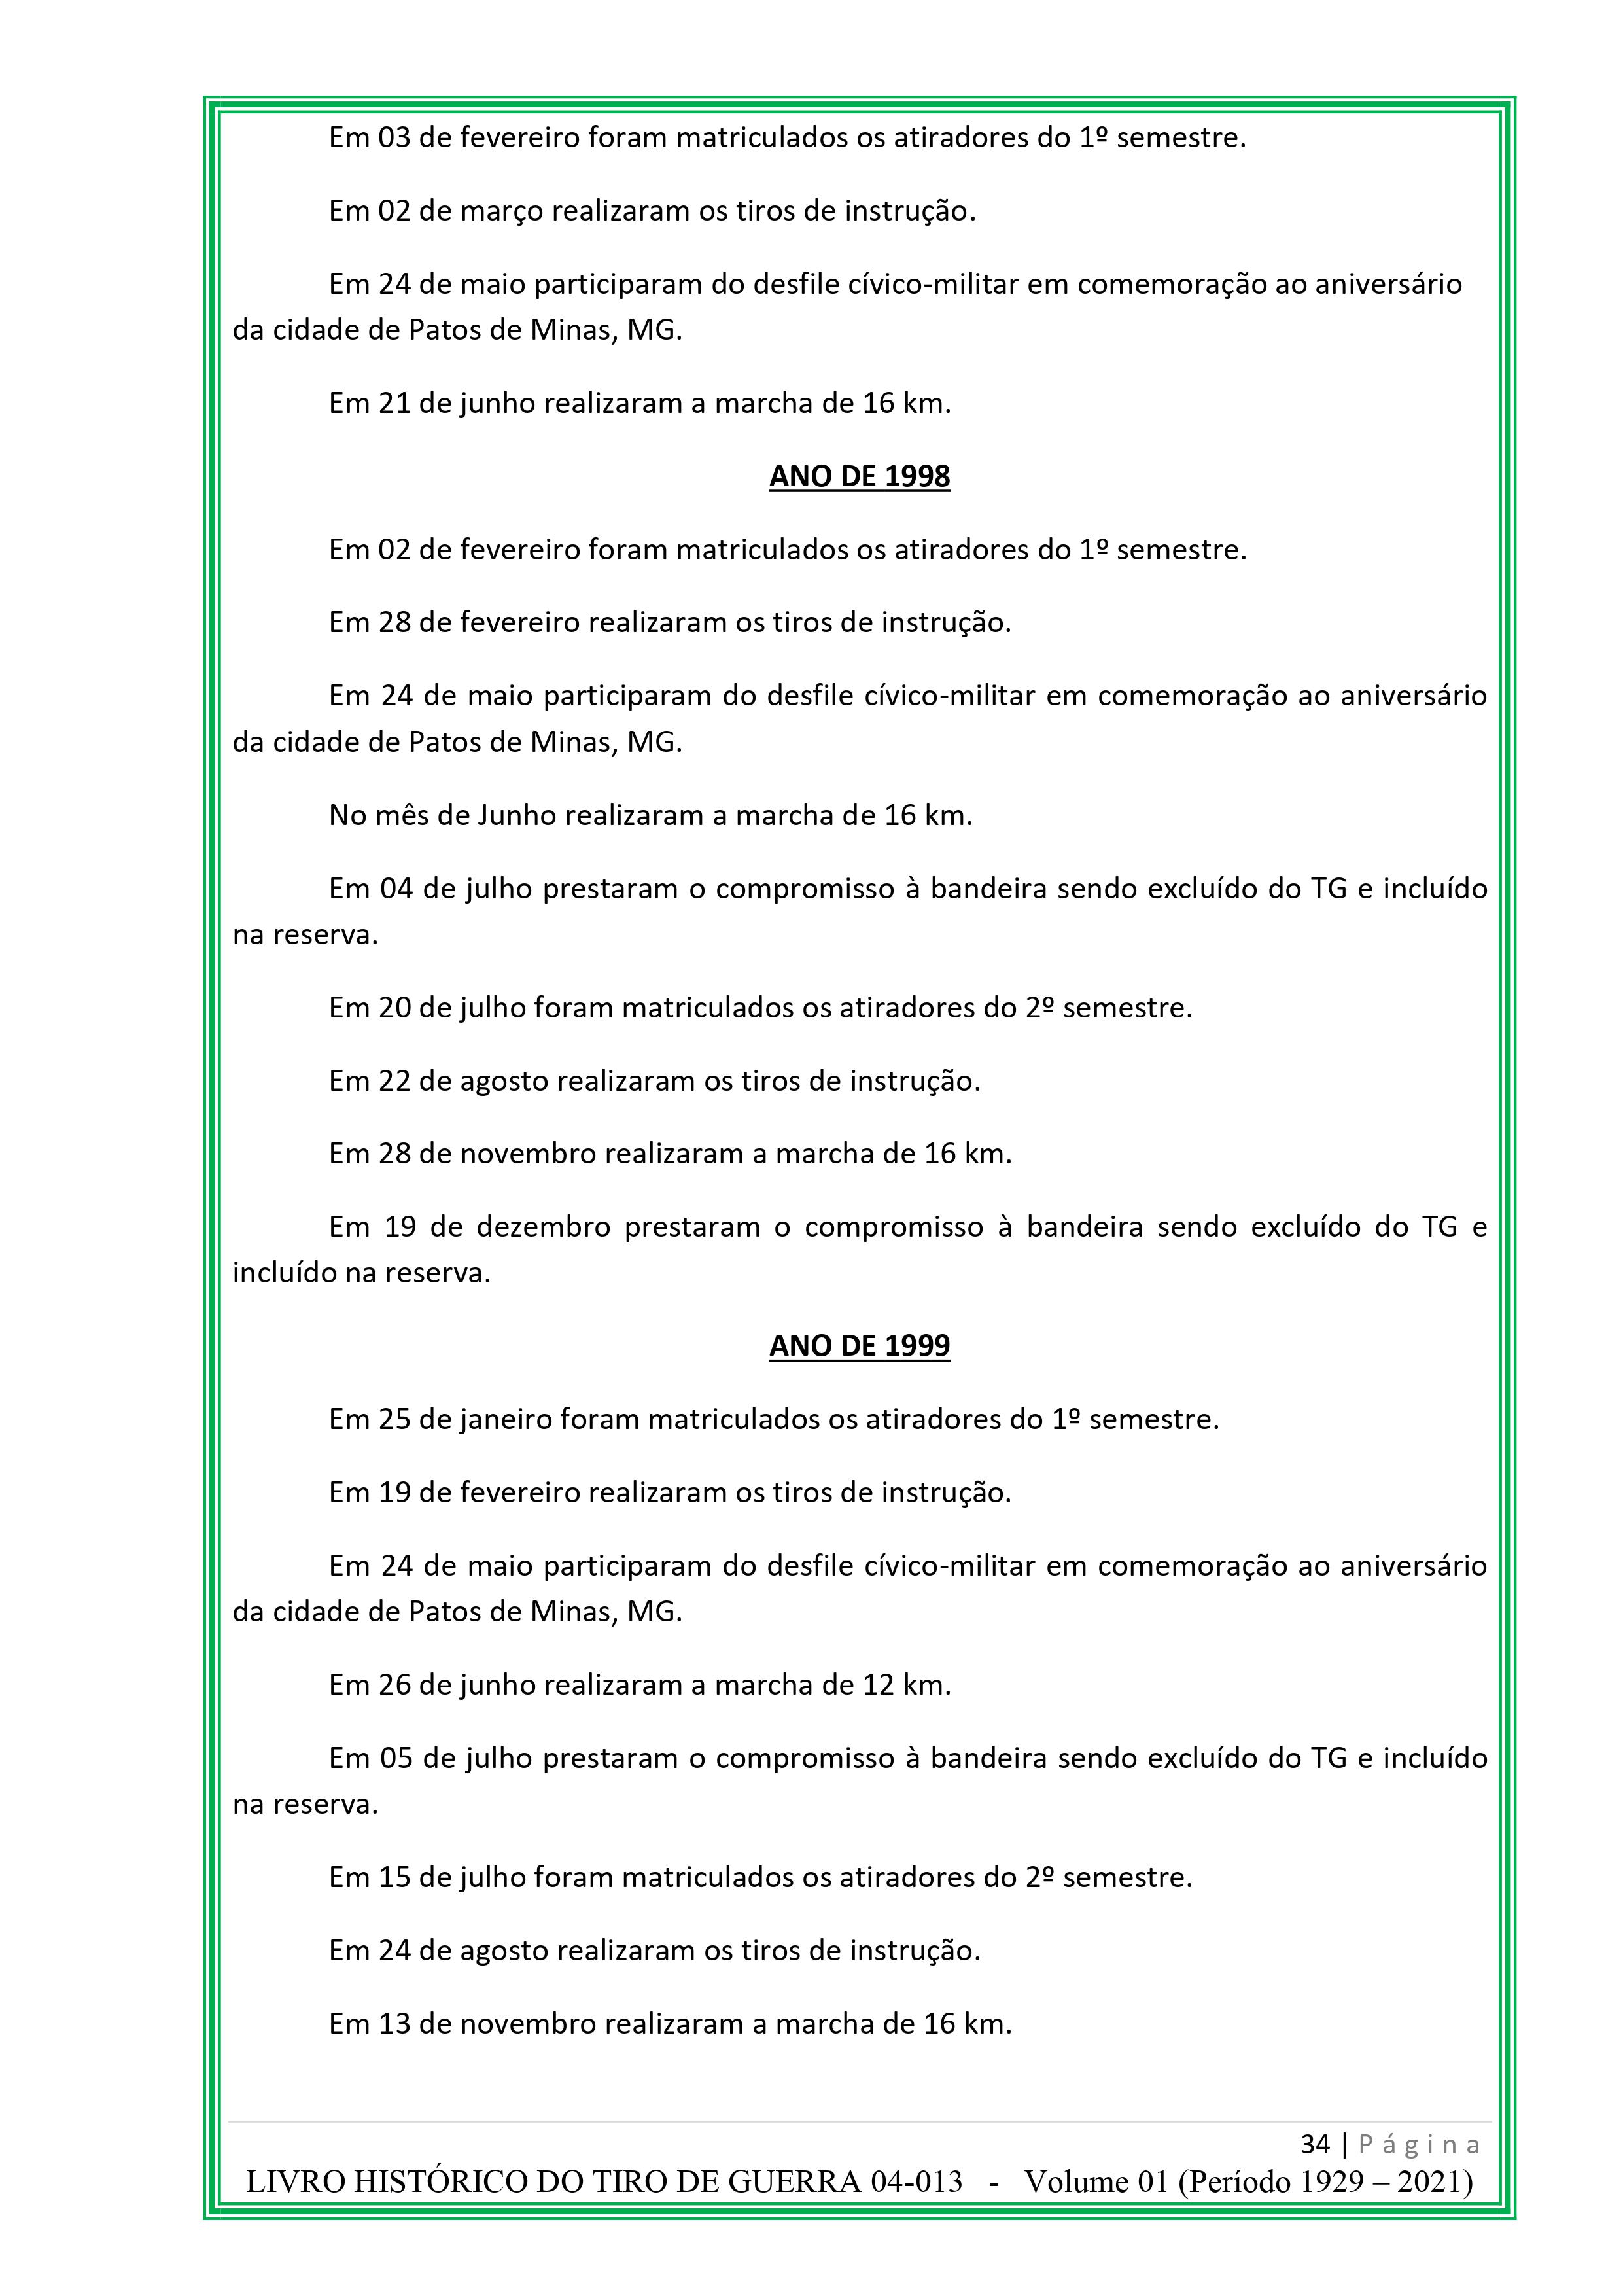 Em 03 de fevereiro foram matriculados os atiradores do 1º semestre.
Em 02 de março realizaram os tiros de instrução.
Em 24 de maio participaram do desfile cívico-militar em comemoração ao aniversário
da cidade de Patos de Minas, MG.
Em 21 de junho realizaram a marcha de 16 km.
ANO DE 1998
Em 02 de fevereiro foram matriculados os atiradores do 1º semestre.
Em 28 de fevereiro realizaram os tiros de instrução.
Em 24 de maio participaram do desfile cívico-militar em comemoração ao aniversário
da cidade de Patos de Minas, MG.
No mês de Junho realizaram a marcha de 16 km.
Em 04 de julho prestaram o compromisso à bandeira sendo excluído do TG e incluído
na reserva.
Em 20 de julho foram matriculados os atiradores do 2º semestre.
Em 22 de agosto realizaram os tiros de instrução.
Em 28 de novembro realizaram a marcha de 16 km.
Em 19 de dezembro prestaram o compromisso à bandeira sendo excluído do TG e
incluído na reserva.
ANO DE 1999
Em 25 de janeiro foram matriculados os atiradores do 1º semestre.
Em 19 de fevereiro realizaram os tiros de instrução.
Em 24 de maio participaram do desfile cívico-militar em comemoração ao aniversário
da cidade de Patos de Minas, MG.
Em 26 de junho realizaram a marcha de 12 km.
Em 05 de julho prestaram o compromisso à bandeira sendo excluído do TG e incluído
na reserva.
Em 15 de julho foram matriculados os atiradores do 2º semestre.
Em 24 de agosto realizaram os tiros de instrução.
Em 13 de novembro realizaram a marcha de 16 km.
34 | Página
LIVRO HISTÓRICO DO TIRO DE GUERRA 04-013 - Volume 01 (Período 1929 – 2021)